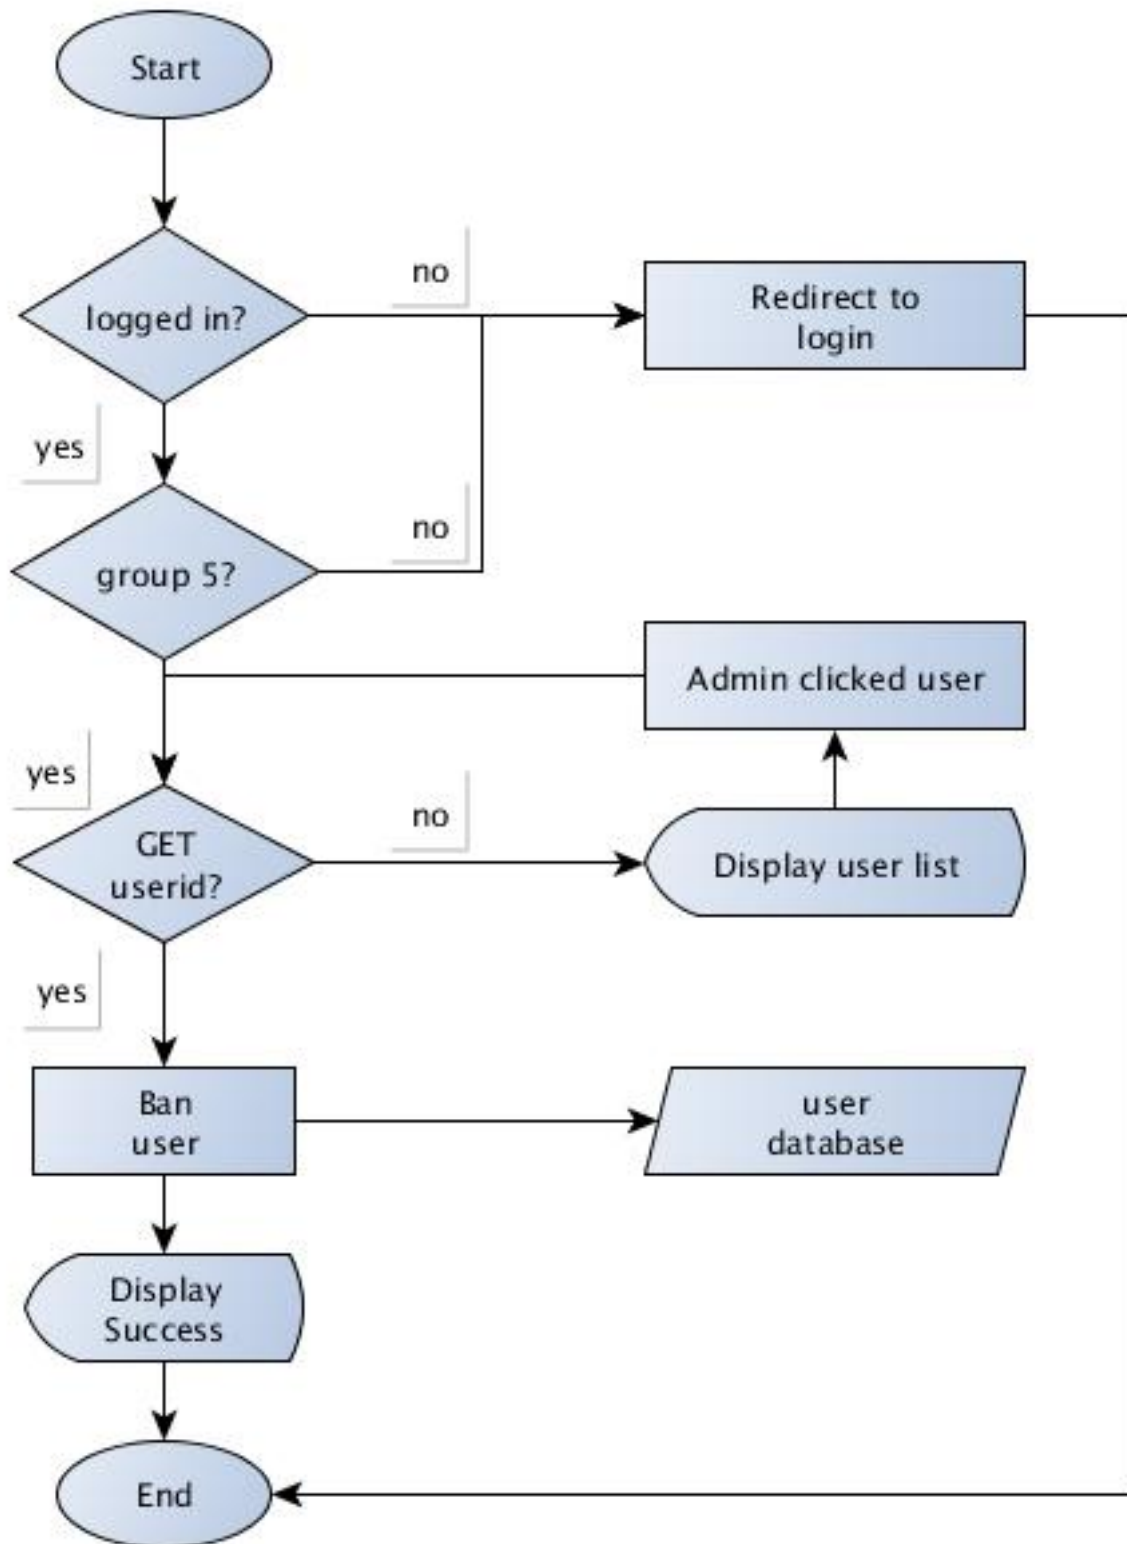 Start
no
logged in?
Redirect to
login
yes
no
group 5?
Admin clicked user
yes
no
GET
userid?
Display user list
yes
Ban
user
user
database
Display
Success
End